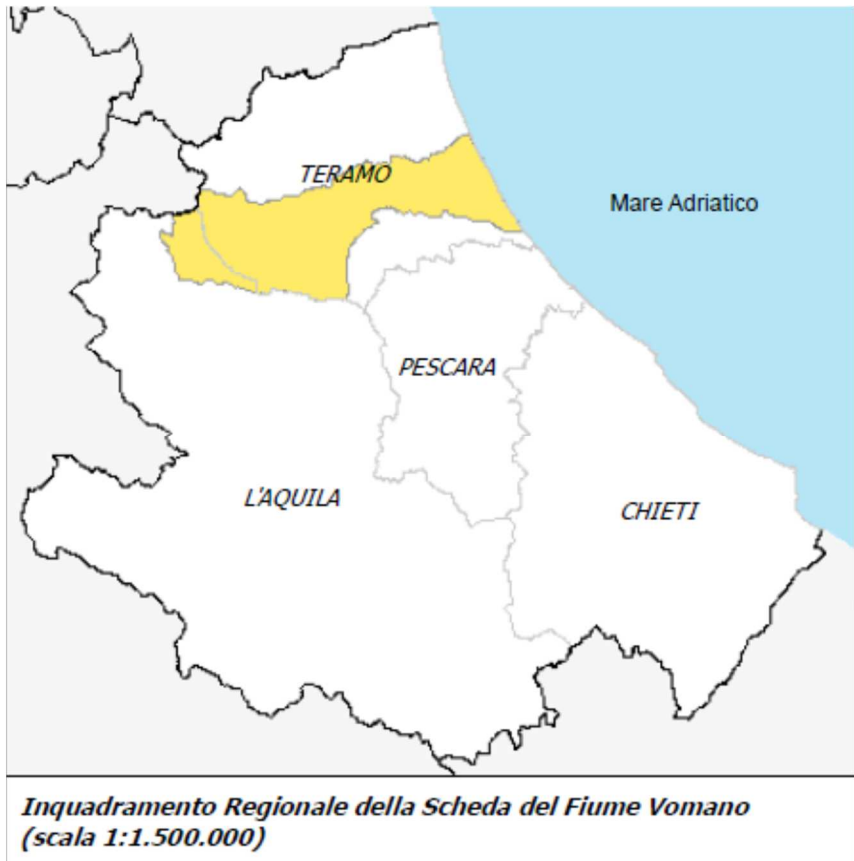 TERAMO
Mare Adriatico
PESCARA
L'AQUILA
CHIETI
Inquadramento Regionale della Scheda del Fiume Vomano
(scala 1:1.500.000)